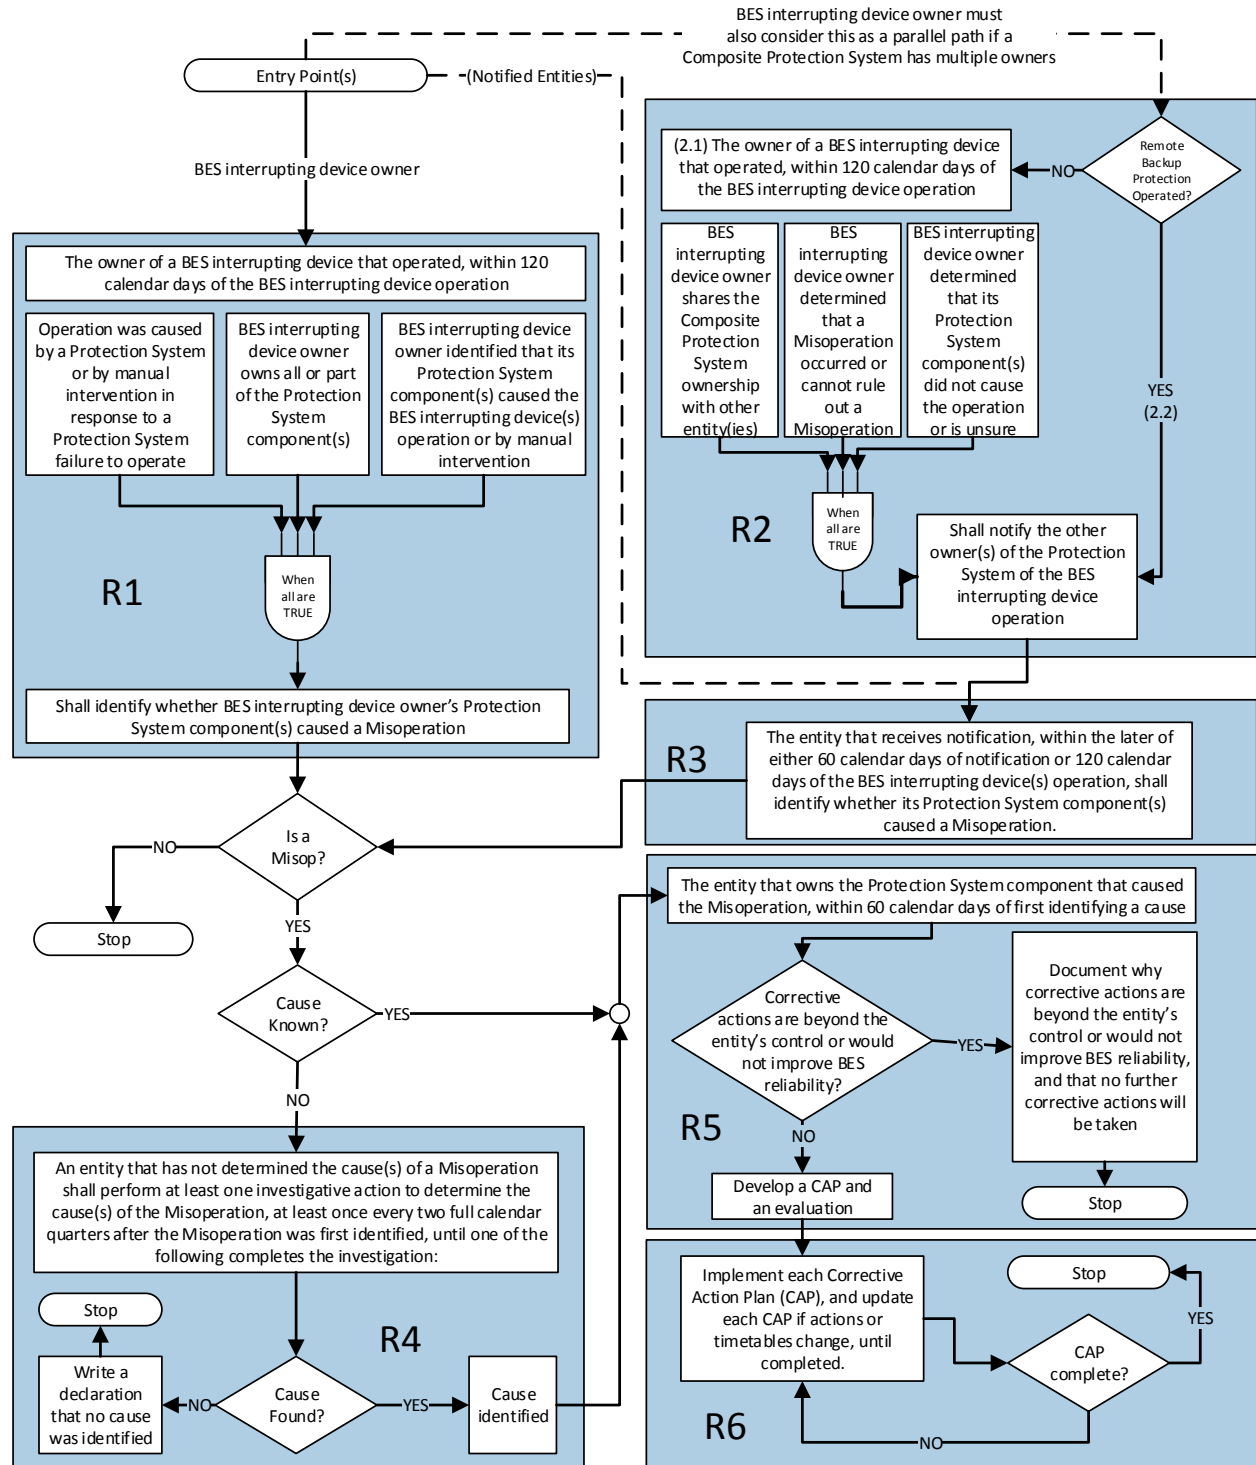 BES interrupting device owner must
also consider this as a parallel path if a
Composite Protection System has multiple owners
Entry Point(s)
(Notified Entities)
BES interrupting device owner
The owner of a BES interrupting device that operated, within 120
calendar days of the BES interrupting device operation
Operation was caused
by a Protection System
or by manual
intervention in
response to a
Protection System
failure to operate
BES interrupting
device owner
owns all or part
of the Protection
System
component(s)
BES interrupting device
owner identified that its
Protection System
component(s) caused the
BES interrupting device(s)
operation or by manual
intervention
When
all are
TRUE
R1
Shall identify whether BES interrupting device owner's Protection
System component(s) caused a Misoperation
Remote
Backup
Protection
Operated?
NO
(2.1) The owner of a BES interrupting device
that operated, within 120 calendar days of
the BES interrupting device operation
BES
interrupting
device owner
shares the
Composite
Protection
System
ownership
with other
entity(ies)
BES
interrupting
device owner
determined
that a
Misoperation
occurred or
cannot rule
out a
Misoperation
BES interrupting
device owner
determined
that its
Protection
System
component(s)
did not cause
the operation
or is unsure
YES
(2.2)
When
all are
TRUE
R2
Shall notify the other
owner(s) of the Protection
System of the BES
interrupting device
operation
R3
The entity that receives notification, within the later of
either 60 calendar days of notification or 120 calendar
days of the BES interrupting device(s) operation, shall
identify whether its Protection System component(s)
caused a Misoperation.
Is a
Misop?
NO
Stop
YES
Cause
Known?
YES
NO
An entity that has not determined the cause(s) of a Misoperation
shall perform at least one investigative action to determine the
cause(s) of the Misoperation, at least once every two full calendar
quarters after the Misoperation was first identified, until one of the
following completes the investigation:
Stop
R4
Write a
declaration
that no cause
was identified
NO
Cause
Found?
YES
Cause
identified
The entity that owns the Protection System component that caused
the Misoperation, within 60 calendar days of first identifying a cause
Corrective
actions are beyond the
entity's control or would
not improve BES
reliability?
YES
Document why
corrective actions are
beyond the entity's
control or would not
improve BES reliability,
and that no further
corrective actions will
be taken
R5
NO
Stop
Develop a CAP and
an evaluation
Implement each Corrective
Action Plan (CAP), and update
each CAP if actions or
timetables change, until
completed.
Stop
YES
CAP
complete?
NO
R6